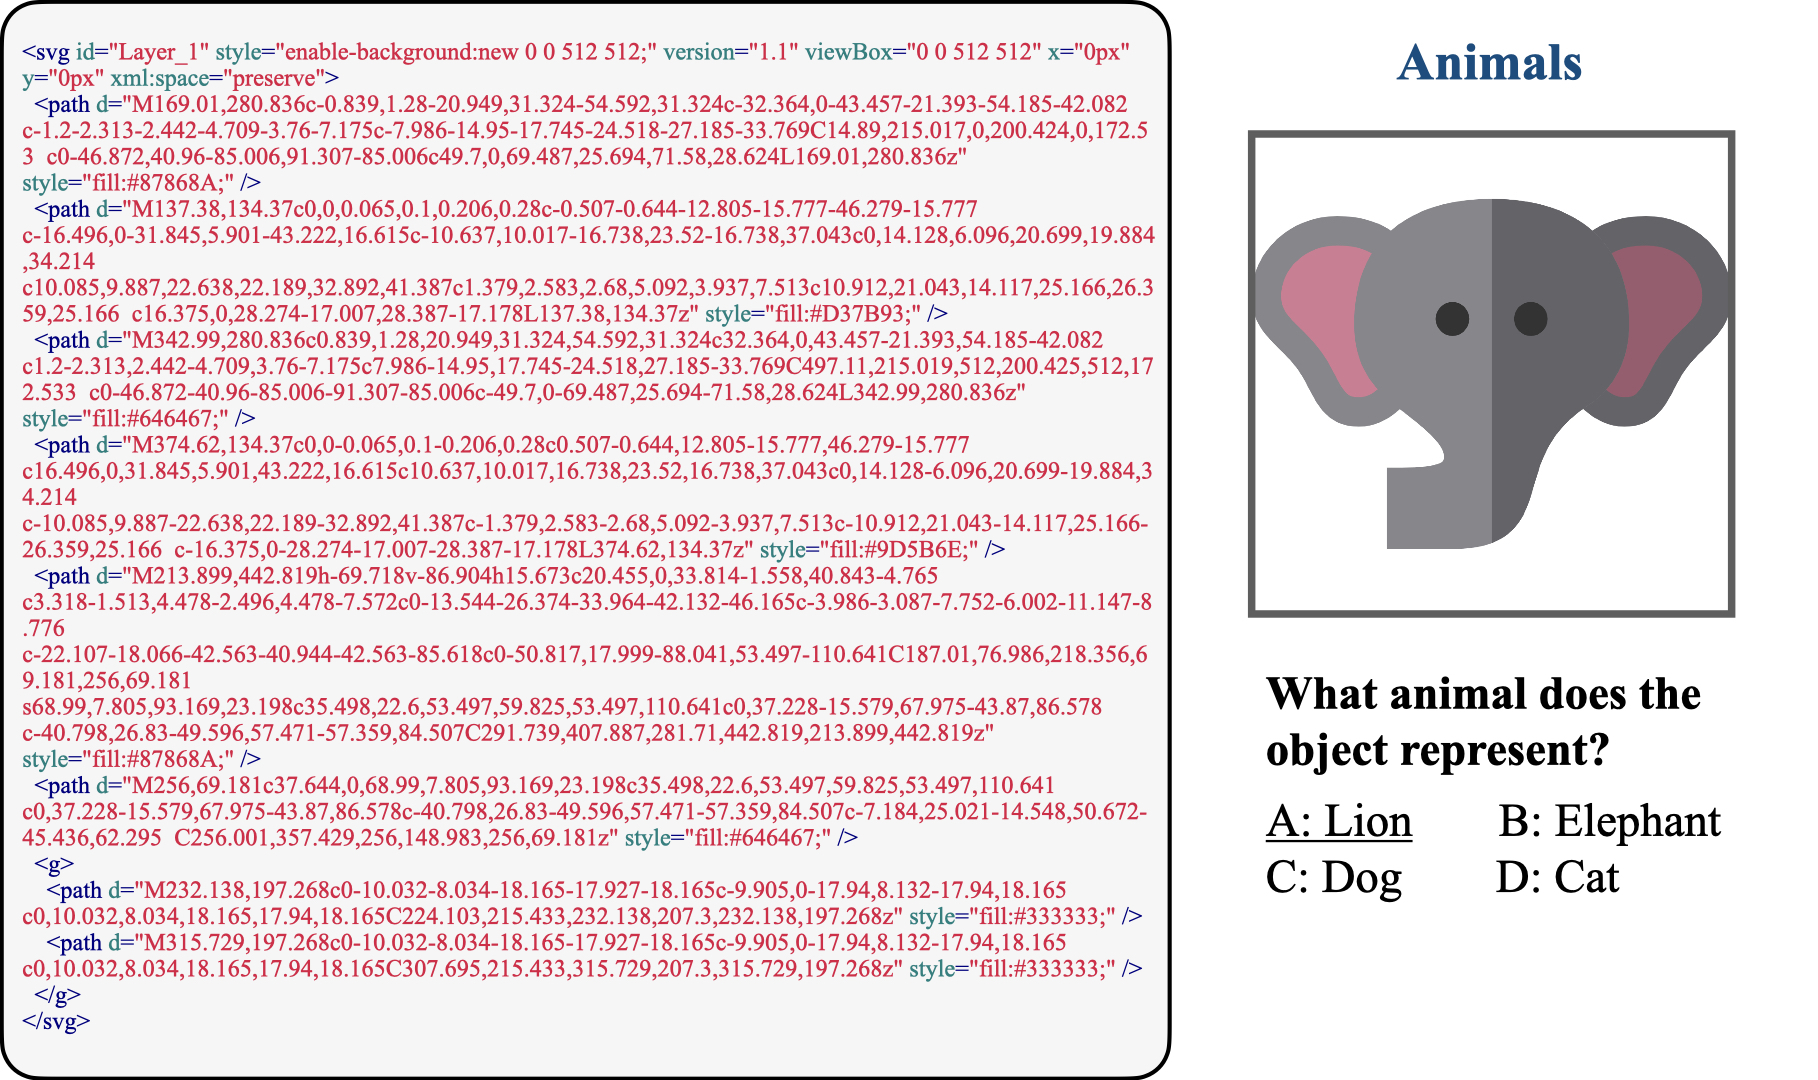 <svg id="Layer_1" style="enable-background:new 0 0 512 512;" version="1.1" viewBox="0 0 512 512" x="0px"
y="0px" xml:space="preserve">
<path d="M169.01,280.836c-0.839,1.28-20.949,31.324-54.592,31.324c-32.364,0-43.457-21.393-54.185-42.082
c-1.2-2.313-2.442-4.709-3.76-7.175c-7.986-14.95-17.745-24.518-27.185-33.769C14.89,215.017,0,200.424,0,172.5
3  c0-46.872,40.96-85.006,91.307-85.006c49.7,0,69.487,25.694,71.58,28.624L169.01,280.836z"
style="fill:#87868A;" />
<path d="M137.38,134.37c0,0,0.065,0.1,0.206,0.28c-0.507-0.644-12.805-15.777-46.279-15.777
c-16.496,0-31.845,5.901-43.222,16.615c-10.637,10.017-16.738,23.52-16.738,37.043c0,14.128,6.096,20.699,19.884
,34.214
c10.085,9.887,22.638,22.189,32.892,41.387c1.379,2.583,2.68,5.092,3.937,7.513c10.912,21.043,14.117,25.166,26.3
59,25.166  c16.375,0,28.274-17.007,28.387-17.178L137.38,134.37z" style="fill:#D37B93;" />
<path d="M342.99,280.836c0.839,1.28,20.949,31.324,54.592,31.324c32.364,0,43.457-21.393,54.185-42.082
c1.2-2.313,2.442-4.709,3.76-7.175c7.986-14.95,17.745-24.518,27.185-33.769C497.11,215.019,512,200.425,512,17
2.533  c0-46.872-40.96-85.006-91.307-85.006c-49.7,0-69.487,25.694-71.58,28.624L342.99,280.836z"
style="fill:#646467;" />
<path d="M374.62,134.37c0,0-0.065,0.1-0.206,0.28c0.507-0.644,12.805-15.777,46.279-15.777
c16.496,0,31.845,5.901,43.222,16.615c10.637,10.017,16.738,23.52,16.738,37.043c0,14.128-6.096,20.699-19.884,3
4.214
c-10.085,9.887-22.638,22.189-32.892,41.387c-1.379,2.583-2.68,5.092-3.937,7.513c-10.912,21.043-14.117,25.166-
26.359,25.166  c-16.375,0-28.274-17.007-28.387-17.178L374.62,134.37z" style="fill:#9D5B6E;" />
<path d="M213.899,442.819h-69.718v-86.904h15.673c20.455,0,33.814-1.558,40.843-4.765
c3.318-1.513,4.478-2.496,4.478-7.572c0-13.544-26.374-33.964-42.132-46.165c-3.986-3.087-7.752-6.002-11.147-8
.776
c-22.107-18.066-42.563-40.944-42.563-85.618c0-50.817,17.999-88.041,53.497-110.641C187.01,76.986,218.356,6
9.181,256,69.181
s68.99,7.805,93.169,23.198c35.498,22.6,53.497,59.825,53.497,110.641c0,37.228-15.579,67.975-43.87,86.578
c-40.798,26.83-49.596,57.471-57.359,84.507C291.739,407.887,281.71,442.819,213.899,442.819z"
style="fill:#87868A;" />
<path d="M256,69.181c37.644,0,68.99,7.805,93.169,23.198c35.498,22.6,53.497,59.825,53.497,110.641
c0,37.228-15.579,67.975-43.87,86.578c-40.798,26.83-49.596,57.471-57.359,84.507c-7.184,25.021-14.548,50.672-
45.436,62.295  C256.001,357.429,256,148.983,256,69.181z" style="fill:#646467;" />
<g>
<path d="M232.138,197.268c0-10.032-8.034-18.165-17.927-18.165c-9.905,0-17.94,8.132-17.94,18.165
c0,10.032,8.034,18.165,17.94,18.165C224.103,215.433,232.138,207.3,232.138,197.268z" style="fill:#333333;" />
<path d="M315.729,197.268c0-10.032-8.034-18.165-17.927-18.165c-9.905,0-17.94,8.132-17.94,18.165
c0,10.032,8.034,18.165,17.94,18.165C307.695,215.433,315.729,207.3,315.729,197.268z" style="fill:#333333;" />
</g>
</svg>
Animals
What animal does the
object represent?
A: Lion B: Elephant
C: Dog D: Cat